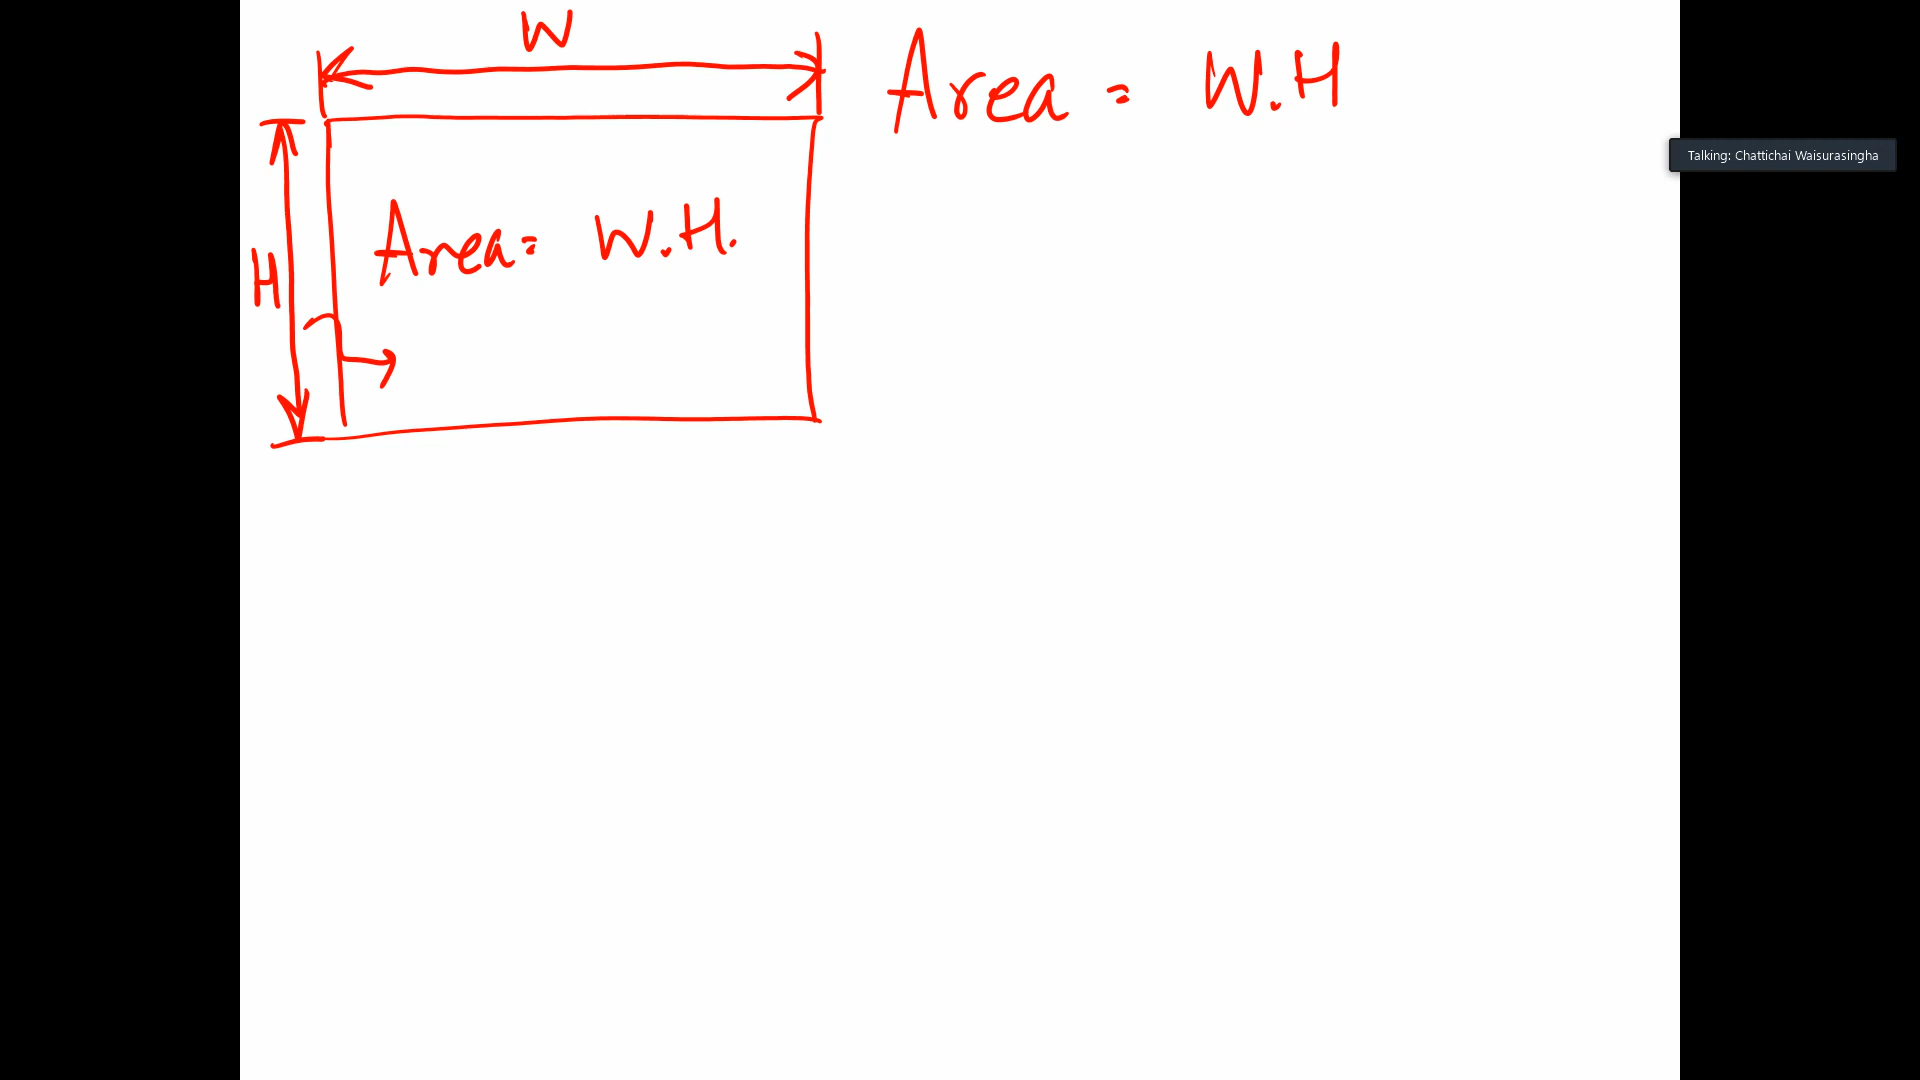 W
Area = W.H
Talking: Chattichai Waisurasingha
Area = W.H.
H